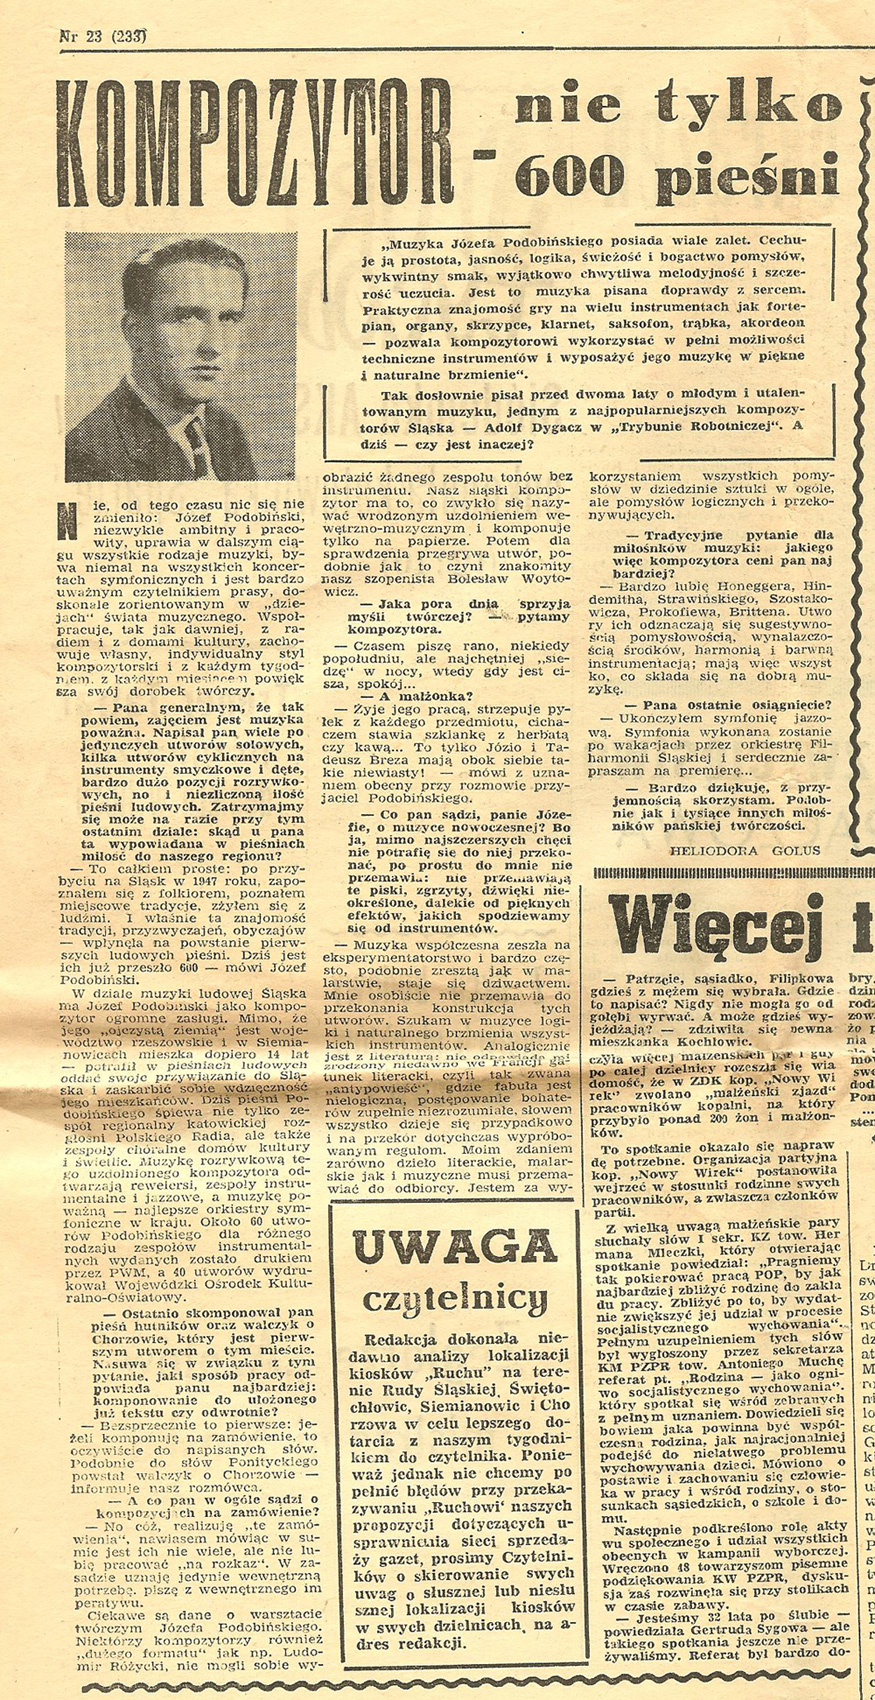 Nr 23 (233)
KOMPOZYTOR - nie tylko
600 pieśni
„Muzyka Józefa Podobińskiego posiada wiale zalet. Cechu-
je ją prostota, jasność, logika, świeżość i bogactwo pomysłów,
wykwintny smak, wyjątkowo chwytliwa melodyjność i szcze-
rość uczucia. Jest to muzyka pisana doprawdy z sercem.
Praktyczna znajomość gry na wielu instrumentach jak forte-
pian, organy, skrzypce, klarnet, saksofon, trąbka, akordeon
— pozwala kompozytorowi wykorzystać w pełni możliwości
techniczne instrumentów i wyposażyć jego muzykę w piękne
i naturalne brzmienie“.
Tak dosłownie pisał przed dwoma laty o młodym i utalen-
towanym muzyku, jednym z najpopularniejszych kompozy-
torów Śląska — Adolf Dygacz w „Trybunie Robotniczej“. A
dziś — czy jest inaczej?
Nie, od tego czasu nic się nie
zmieniło: Józef Podobiński,
niezwykle ambitny i praco-
wity, uprawia w dalszym cią-
gu wszystkie rodzaje muzyki, by-
wa niemal na wszystkich koncer-
tach symfonicznych i jest bardzo
uważnym czytelnikiem prasy, do-
skonale zorientowanym w „dzie-
jach“ świata muzycznego. Współ-
pracuje, tak jak dawniej, z ra-
diem i z domami kultury, zacho-
wuje własny, indywidualny styl
kompozytorski i z każdym tygod-
niem, z każdym miesiącem powięk
sza swój dorobek twórczy.
— Pana generalnym, że tak
powiem, zajęciem jest muzyka
poważna. Napisał pan wiele po
jedynczych utworów solowych,
kilka utworów cyklicznych na
instrumenty smyczkowe i dęte,
bardzo dużo pozycji rozrywko-
wych, no i niezliczoną ilość
pieśni ludowych. Zatrzymajmy
się może na razie przy tym
ostatnim dziale: skąd u pana
ta wypowiadana w pieśniach
miłość do naszego regionu?
— To całkiem proste: po przy-
byciu na Śląsk w 1947 roku, zapo-
znałem się z folklorem, poznałem
miejscowe tradycje, zżyłem się z
ludźmi. I właśnie ta znajomość
tradycji, przyzwyczajeń, obyczajów
— wpłynęła na powstanie pierw-
szych ludowych pieśni. Dziś jest
ich już przeszło 600 — mówi Józef
Podobiński.
W dziale muzyki ludowej Śląska
ma Józef Podobiński jako kompo-
zytor ogromne zasługi. Mimo, że
jego „ojczystą ziemią“ jest woje-
wództwo rzeszowskie i w Siemia-
nowicach mieszka dopiero 14 lat
— potrafił w pieśniach ludowych
oddać swoje przywiązanie do Ślą-
ska i zaskarbić sobie wdzięczność
jego mieszkańców. Dziś pieśni Po-
dobińskiego śpiewa nie tylko ze-
spół regionalny katowickiej roz-
głośni Polskiego Radia, ale także
zespoły chóralne domów kultury
i świetlic. Muzykę rozrywkową te-
go uzdolnionego kompozytora od-
twarzają rewelersi, zespoły instru-
mentalne i jazzowe, a muzykę po-
ważną — najlepsze orkiestry sym-
foniczne w kraju. Około 60 utwo-
rów Podobińskiego dla różnego
rodzaju zespołów instrumental-
nych wydanych zostało drukiem
przez PWM, a 40 utworów wydru-
kował Wojewódzki Ośrodek Kultu-
ralno-Oświatowy.
— Ostatnio skomponował pan
pieśń hutników oraz walczyk o
Chorzowie, który jest pierw-
szym utworem o tym mieście.
Nasuwa się w związku z tym
pytanie, jaki sposób pracy od-
powiada panu najbardziej:
komponowanie do ułożonego
już tekstu czy odwrotnie?
— Bezsprzecznie to pierwsze: je-
żeli komponuję na zamówienie, to
oczywiście do napisanych słów.
Podobnie do słów Ponityckiego
powstał walczyk o Chorzowie —
informuje nasz rozmówca.
— A co pan w ogóle sądzi o
kompozycjach na zamówienie?
— No cóż, realizuję „te zamó-
wienia“, nawiasem mówiąc w su-
mie jest ich nie wiele, ale nie lu-
bię pracować „na rozkaz“. W za-
sadzie uznaję jedynie wewnętrzną
potrzebę, piszę z wewnętrznego im
peratywu.
Ciekawe są dane o warsztacie
twórczym Józefa Podobińskiego.
Niektórzy kompozytorzy również
„dużego formatu“ jak np. Ludo-
mir Różycki, nie mogli sobie wy-
obrazić żadnego zespołu tonów bez
instrumentu. Nasz śląski kompo-
zytor ma to, co zwykło się nazy-
wać wrodzonym uzdolnieniem we-
wętrzno-muzycznym i komponuje
tylko na papierze. Potem dla
sprawdzenia przegrywa utwór, po-
dobnie jak to czyni znakomity
nasz szopenista Bolesław Woyto-
wicz.
— Jaka pora dnia sprzyja
myśli twórczej? — pytamy
kompozytora.
— Czasem piszę rano, niekiedy
popołudniu, ale najchętniej „sie-
dzę“ w nocy, wtedy gdy jest ci-
sza, spokój...
— A małżonka?
— Żyje jego pracą, strzepuje py-
łek z każdego przedmiotu, cicha-
czem stawia szklankę z herbatą
czy kawą... To tylko Józio i Ta-
deusz Breza mają obok siebie ta-
kie niewiasty! — mówi z uzna-
niem obecny przy rozmowie przy-
jaciel Podobińskiego.
— Co pan sądzi, panie Józe-
fie, o muzyce nowoczesnej? Bo
ja, mimo najszczerszych chęci
nie potrafię się do niej przeko-
nać, po prostu do mnie nie
przemawia: nie przemawiają
te piski, zgrzyty, dźwięki nie-
określone, dalekie od pięknych
efektów, jakich spodziewamy
się od instrumentów.
— Muzyka współczesna zeszła na
eksperymentatorstwo i bardzo czę-
sto, podobnie zresztą jak w ma-
larstwie, staje się dziwactwem.
Mnie osobiście nie przemawia do
przekonania konstrukcja tych
utworów. Szukam w muzyce logi-
ki i naturalnego brzmienia wszyst-
kich instrumentów. Analogicznie
jest z literaturą: nie odpowiada
zrodzony niedawno we Francji ga-
tunek literacki, czyli tak zwana
„antypowieść“, gdzie fabuła jest
nielogiczna, postępowanie bohate-
rów zupełnie niezrozumiałe, słowem
wszystko dzieje się przypadkowo
i na przekór dotychczas wypróbo-
wanym regułom. Moim zdaniem
zarówno dzieło literackie, malar-
skie jak i muzyczne musi przema-
wiać do odbiorcy. Jestem za wy-
korzystaniem wszystkich pomy-
słów w dziedzinie sztuki w ogóle,
ale pomysłów logicznych i przeko-
nywujących.
— Tradycyjne pytanie dla
miłośników muzyki: jakiego
więc kompozytora ceni pan naj
bardziej?
— Bardzo lubię Honeggera, Hin-
demitha, Strawińskiego, Szostako-
wicza, Prokofiewa, Brittena. Utwo
ry ich odznaczają się sugestywno-
ścią pomysłowością, wynalazczo-
ścią środków, harmonią i barwną
instrumentacją; mają więc wszyst
ko, co składa się na dobrą mu-
zykę.
— Pana ostatnie osiągnięcie?
— Ukończyłem symfonię jazzo-
wą. Symfonia wykonana zostanie
po wakacjach przez orkiestrę Fil-
harmonii Śląskiej i serdecznie za-
praszam na premierę...
— Bardzo dziękuję, z przy-
jemnością skorzystam. Podob-
nie jak i tysiące innych miłoś-
ników pańskiej twórczości.
HELIODORA GOLUS
UWAGA
czytelnicy
Redakcja dokonała nie-
dawno analizy lokalizacji
kiosków „Ruchu“ na tere-
nie Rudy Śląskiej, Święto-
chłowic, Siemianowic i Cho
rzowa w celu lepszego do-
tarcia z naszym tygodni-
kiem do czytelnika. Ponie-
waż jednak nie chcemy po
pełnić błędów przy przeka-
zywaniu „Ruchowi“ naszych
propozycji dotyczących u-
sprawnienia sieci sprzeda-
ży gazet, prosimy Czytelni-
ków o skierowanie swych
uwag o słusznej lub niesłu
sznej lokalizacji kiosków
w swych dzielnicach, na a-
dres redakcji.
Więcej t
— Patrzcie, sąsiadko, Filipkowa
gdzieś z mężem się wybrała. Gdzie
to napisać? Nigdy nie mogła go od
gołębi wyrwać. A może gdzieś wy-
jeżdżają? — zdziwiła się pewna
mieszkanka Kochłowic.
czyła więcej małżeńskich par i gdy
po całej dzielnicy rozeszła się wia
domość, że w ZDK kop. „Nowy Wi
rek“ zwołano „małżeński zjazd“
pracowników kopalni, na który
przybyło ponad 200 żon i małżon-
ków.
To spotkanie okazało się napraw
dę potrzebne. Organizacja partyjna
kop. „Nowy Wirek“ postanowiła
wejrzeć w stosunki rodzinne swych
pracowników, a zwłaszcza członków
partii.
Z wielką uwagą małżeńskie pary
słuchały słów I sekr. KZ tow. Her
mana Mleczki, który otwierając
spotkanie powiedział: „Pragniemy
tak pokierować pracą POP, by jak
najbardziej zbliżyć rodzinę do zakła
du pracy. Zbliżyć po to, by wydat-
nie zwiększyć jej udział w procesie
socjalistycznego wychowania“.
Pełnym uzupełnieniem tych słów
był wygłoszony przez sekretarza
KM PZPR tow. Antoniego Muchę
referat pt. „Rodzina — jako ogni-
wo socjalistycznego wychowania“,
który spotkał się wśród zebranych
z pełnym uznaniem. Dowiedzieli się
bowiem jaka powinna być współ-
czesna rodzina, jak najracjonalniej
podejść do niełatwego problemu
wychowywania dzieci. Mówiono o
postawie i zachowaniu się człowie-
ka w pracy i wśród rodziny, o sto-
sunkach sąsiedzkich, o szkole i do-
mu.
Następnie podkreślono rolę akty
wu społecznego i udział wszystkich
obecnych w kampanii wyborczej.
Wręczono 48 towarzyszom pisemne
podziękowania KW PZPR, dysku-
sja zaś rozwinęła się przy stolikach
w czasie zabawy.
— Jesteśmy 32 lata po ślubie —
powiedziała Gertruda Sygowa — ale
takiego spotkania jeszcze nie prze-
żywaliśmy. Referat był bardzo do-